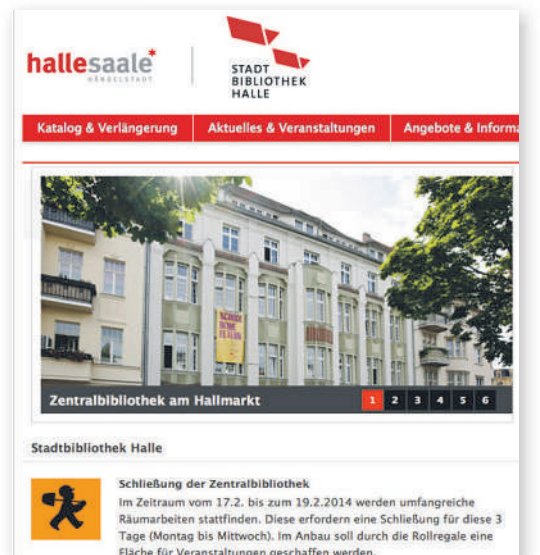 hallesaale*
HÄNDELSTADT
STADT
BIBLIOTHEK
HALLE
Katalog & Verlängerung Aktuelles & Veranstaltungen Angebote & Informa
Zentralbibliothek am Hallmarkt 1 2 3 4 5 6
Stadtbibliothek Halle
Schließung der Zentralbibliothek
Im Zeitraum vom 17.2. bis zum 19.2.2014 werden umfangreiche
Räumarbeiten stattfinden. Diese erfordern eine Schließung für diese 3
Tage (Montag bis Mittwoch). Im Anbau soll durch die Rollregale eine
Fläche für Veranstaltungen geschaffen werden.